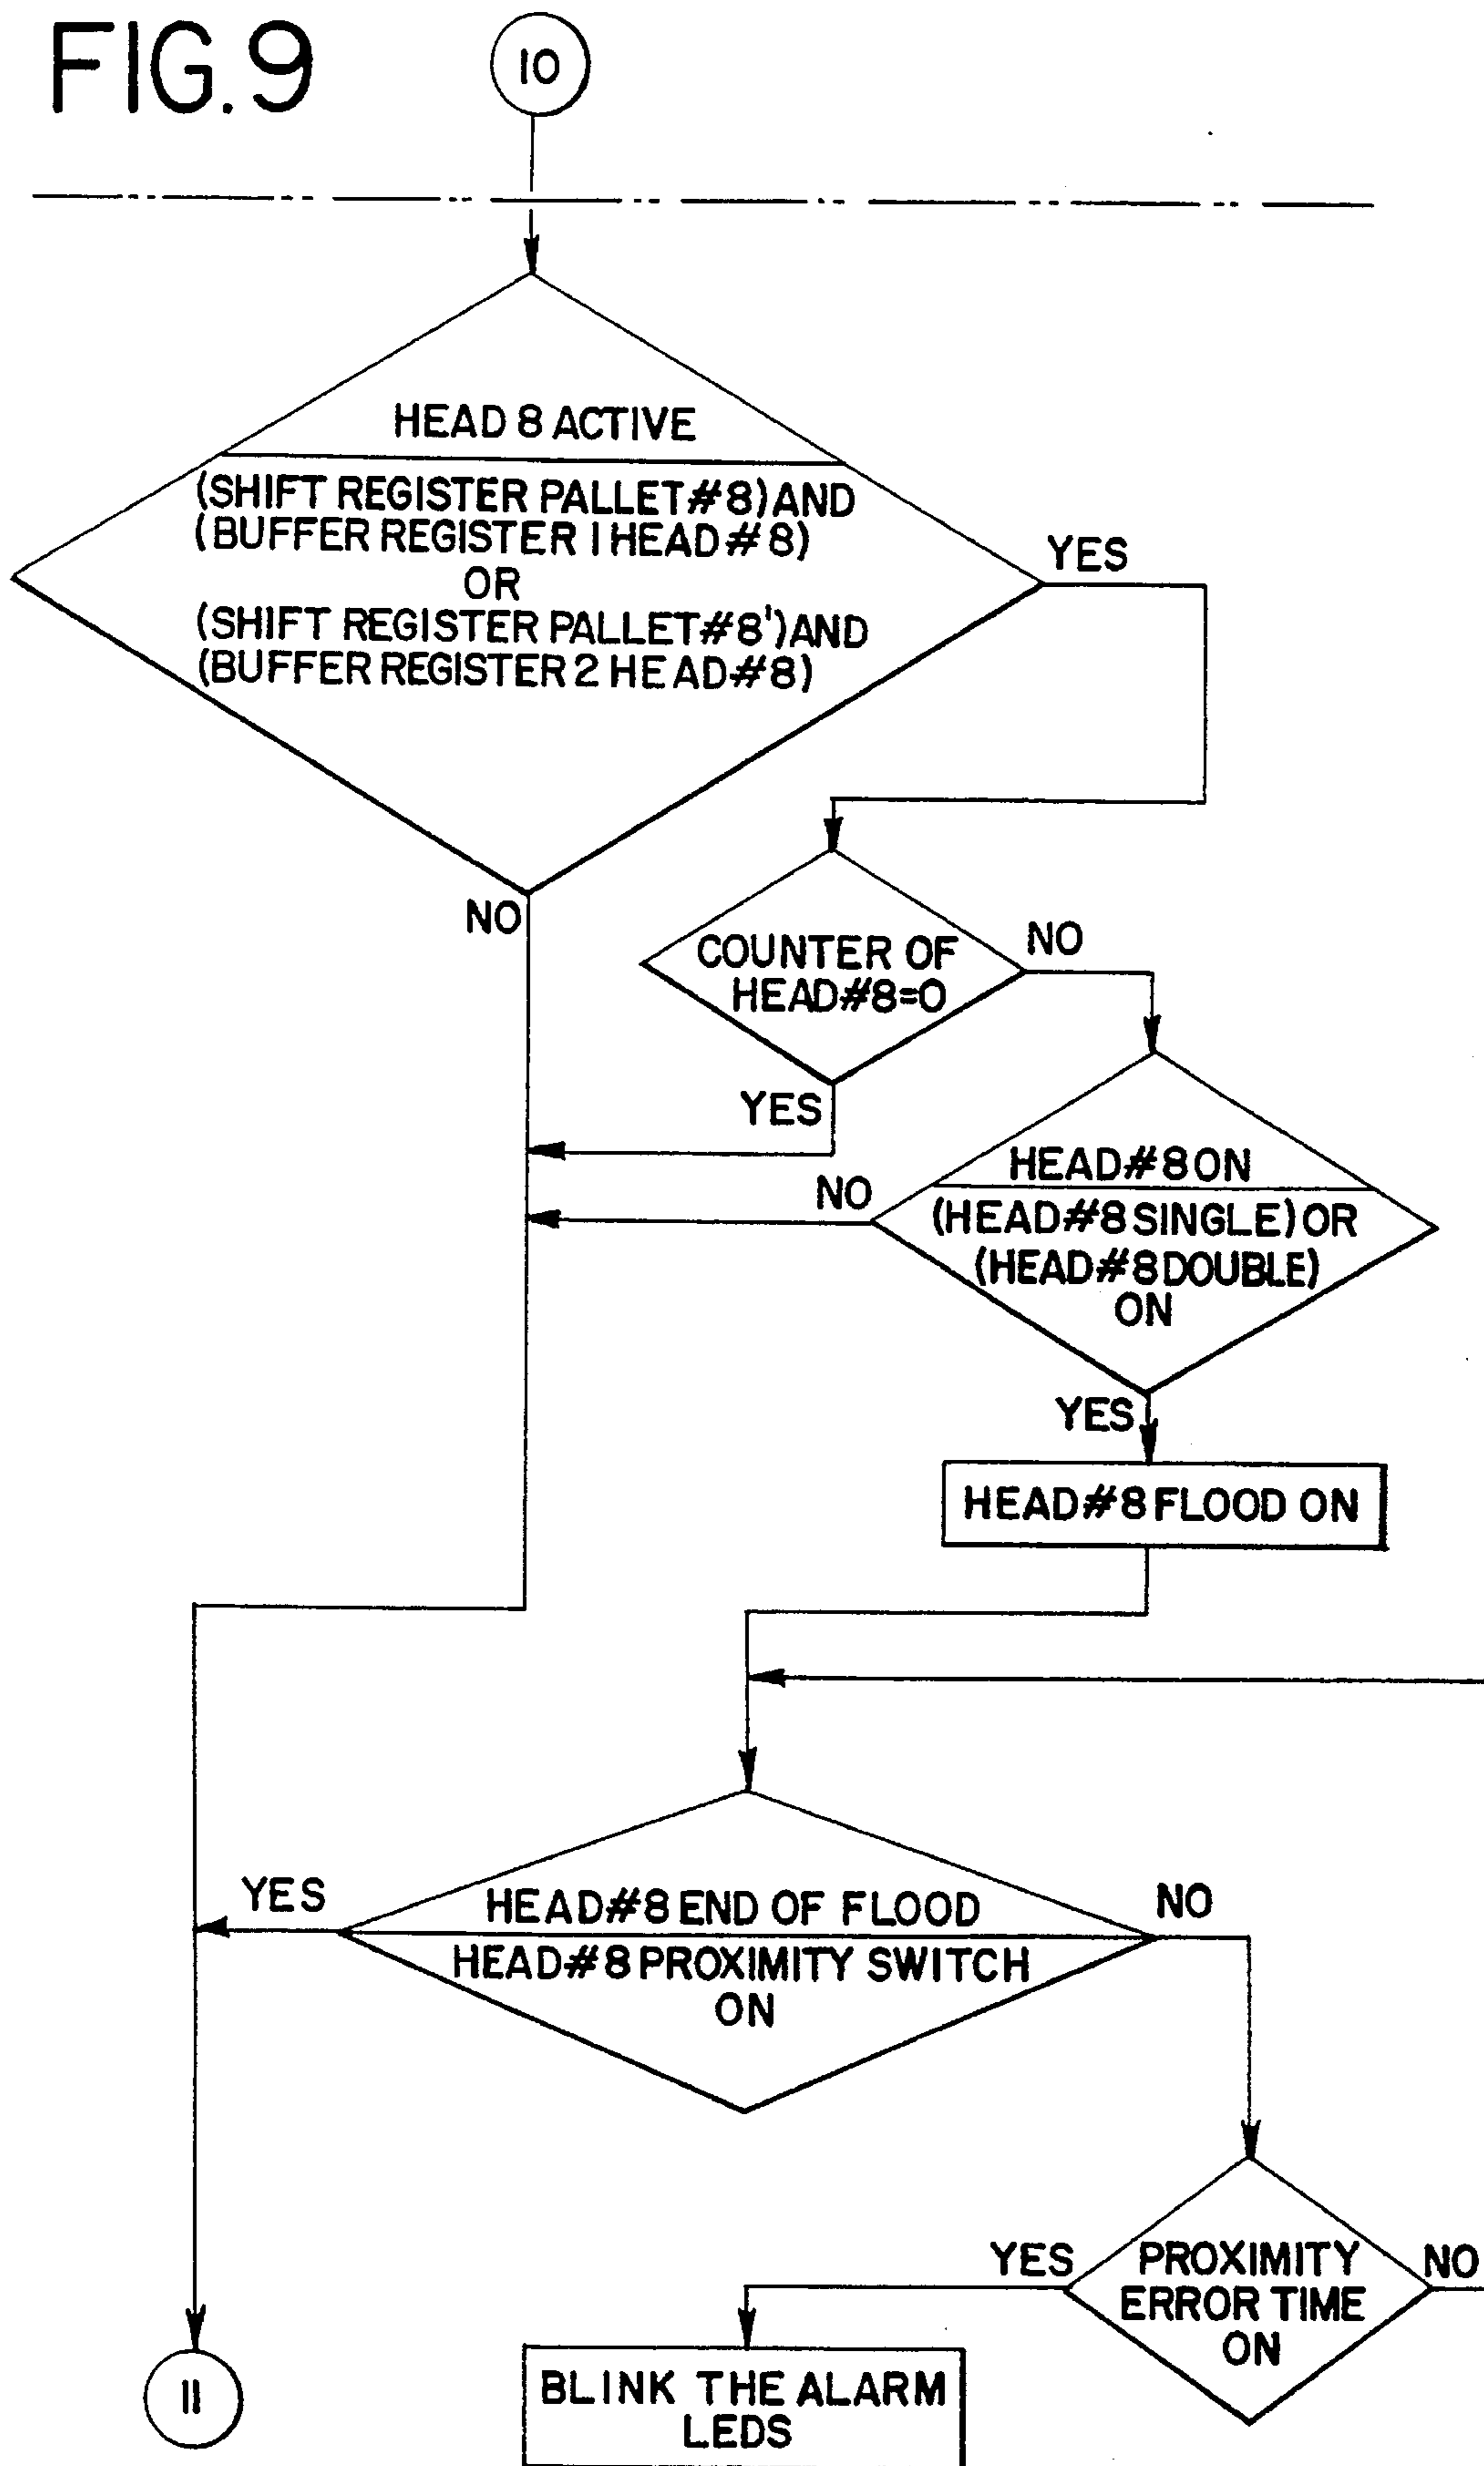 FIG. 9
10
HEAD 8 ACTIVE
(SHIFT REGISTER PALLET#8) AND
(BUFFER REGISTER 1 HEAD#8)
OR
(SHIFT REGISTER PALLET#8') AND
(BUFFER REGISTER 2 HEAD#8)
YES
NO
COUNTER OF
HEAD#8=0
NO
YES
HEAD#8 ON
NO
(HEAD#8 SINGLE) OR
(HEAD#8 DOUBLE)
ON
YES
HEAD#8 FLOOD ON
YES
HEAD#8 END OF FLOOD
NO
HEAD#8 PROXIMITY SWITCH
ON
YES
PROXIMITY
ERROR TIME
ON
NO
BLINK THE ALARM
LEDS
11